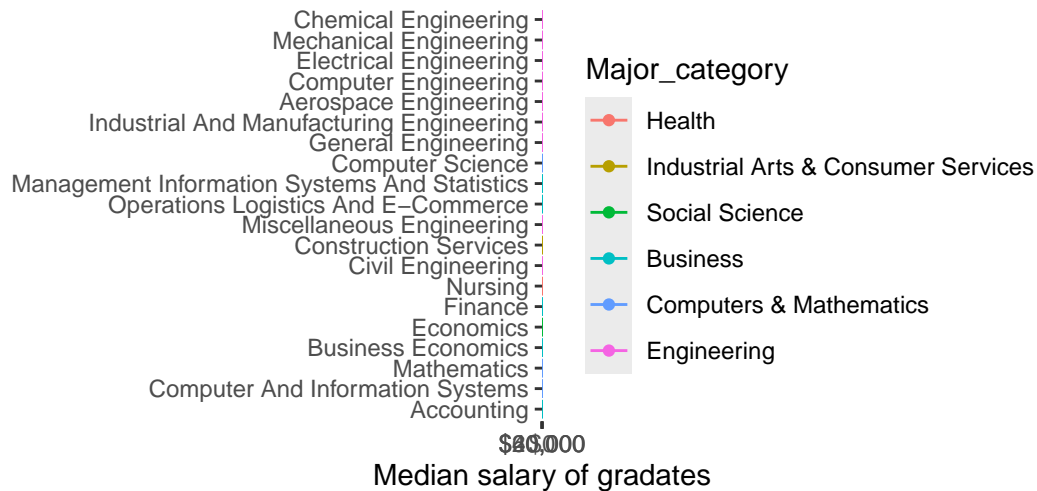 Chemical Engineering
Mechanical Engineering
Electrical Engineering
Computer Engineering
Aerospace Engineering
Industrial And Manufacturing Engineering
General Engineering
Computer Science
Management Information Systems And Statistics
Operations Logistics And E−Commerce
Miscellaneous Engineering
Construction Services
Civil Engineering
Nursing
Finance
Economics
Business Economics
Mathematics
Computer And Information Systems
Accounting
Median salary of gradates
Major_category
Health
Industrial Arts & Consumer Services
Social Science
Business
Computers & Mathematics
Engineering